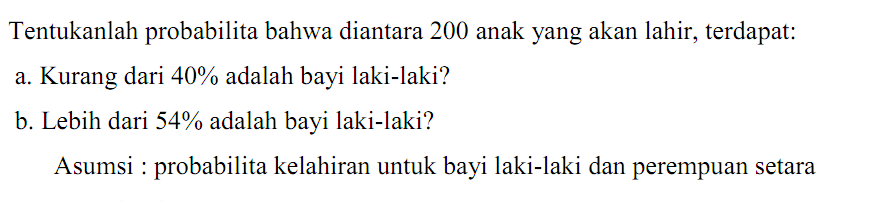 Tentukanlah probabilita bahwa diantara 200 anak yang akan lahir, terdapat:
a. Kurang dari 40% adalah bayi laki-laki?
b. Lebih dari 54% adalah bayi laki-laki?
Asumsi : probabilita kelahiran untuk bayi laki-laki dan perempuan setara